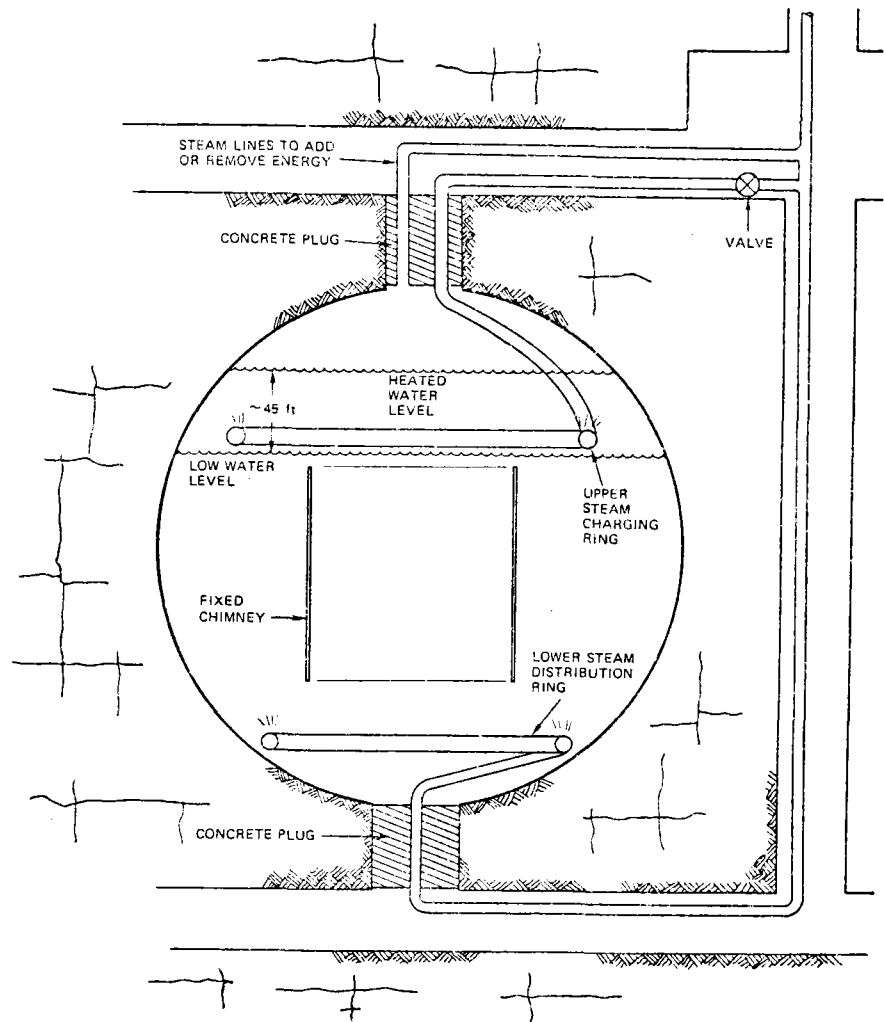 STEAM LINES TO ADD
OR REMOVE ENERGY
CONCRETE PLUG
VALVE
HEATED
WATER
LEVEL
~45 ft
LOW WATER
LEVEL
UPPER
STEAM
CHARGING
RING
FIXED
CHIMNEY
LOWER STEAM
DISTRIBUTION
RING
CONCRETE PLUG